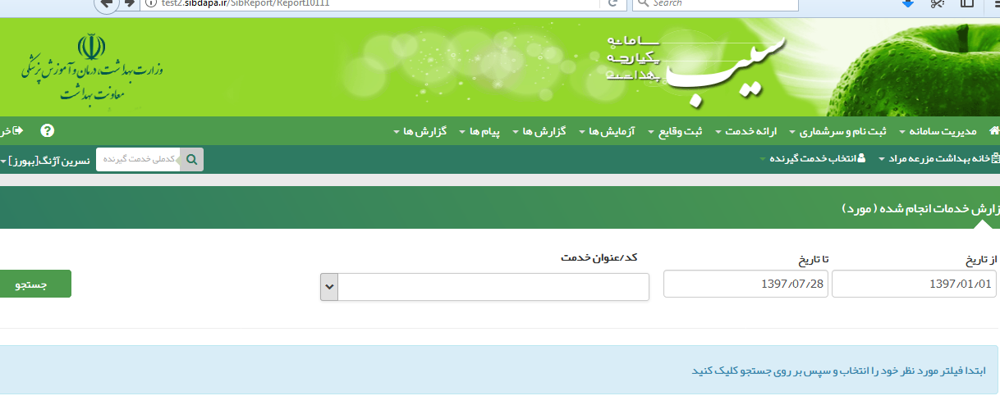 test2.sibdapa.ir/SibReport/Report10111
Search
سامانه
یکپارچه
بهداشت
سیب
وزارت بهداشت، درمان و آموزش پزشکی
معاونت بهداشت
مدیریت سامانه ثبت نام و سرشماری ارائه خدمت ثبت وقایع آزمایش ها گزارش ها پیام ها گزارش ها ? خر
خانه بهداشت مزرعه مراد انتخاب خدمت گیرنده کدملی خدمت گیرنده نسرین آژنگ[بهورز]
زارش خدمات انجام شده ( مورد)
از تاریخ تا تاریخ کد/عنوان خدمت
1397/01/01 1397/07/28 جستجو
ابتدا فیلتر مورد نظر خود را انتخاب و سپس بر روی جستجو کلیک کنید